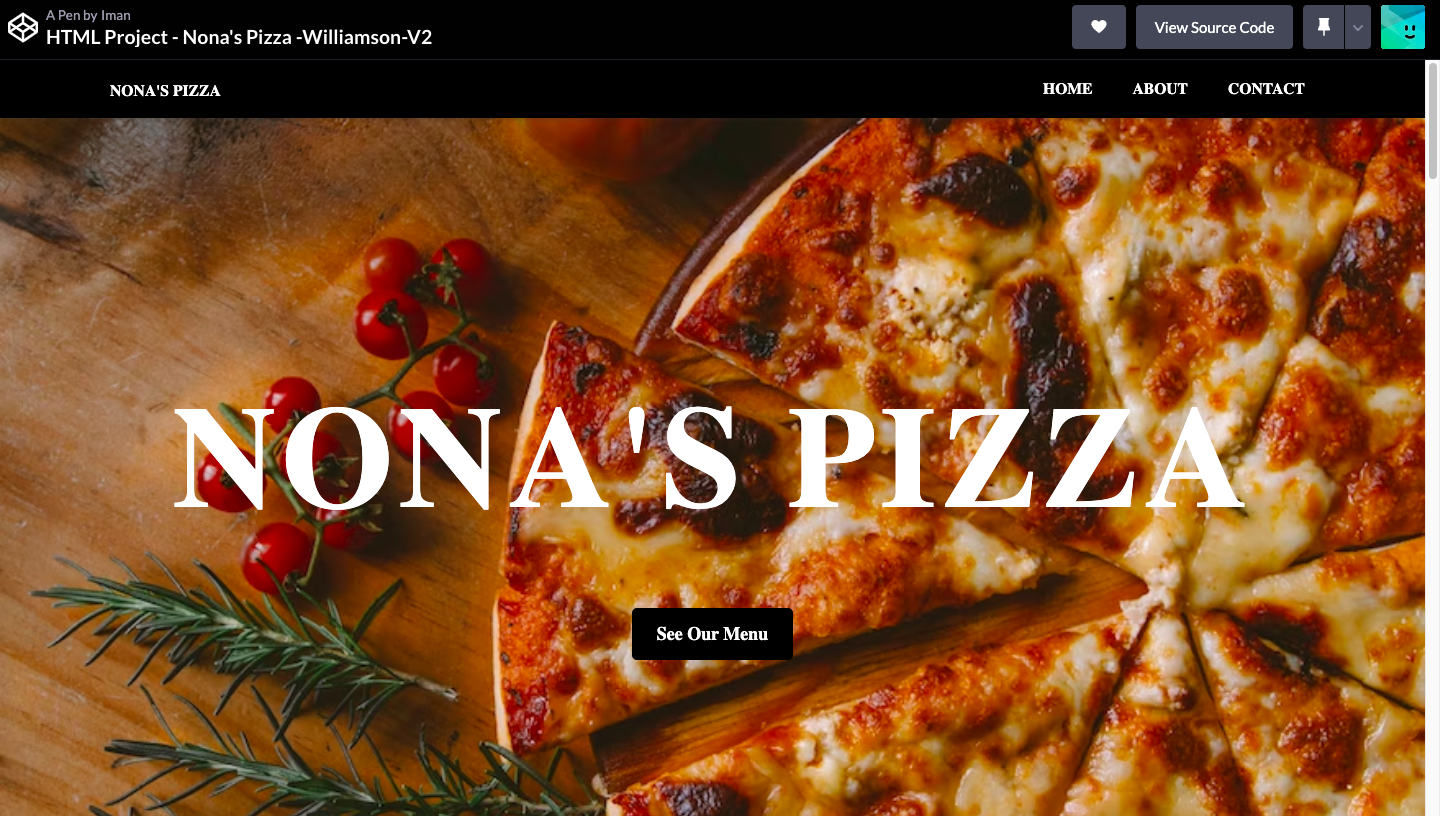 A Pen by Iman
HTML Project - Nona's Pizza -Williamson-V2
View Source Code
NONA'S PIZZA
HOME ABOUT CONTACT
NONA'S PIZZA
See Our Menu